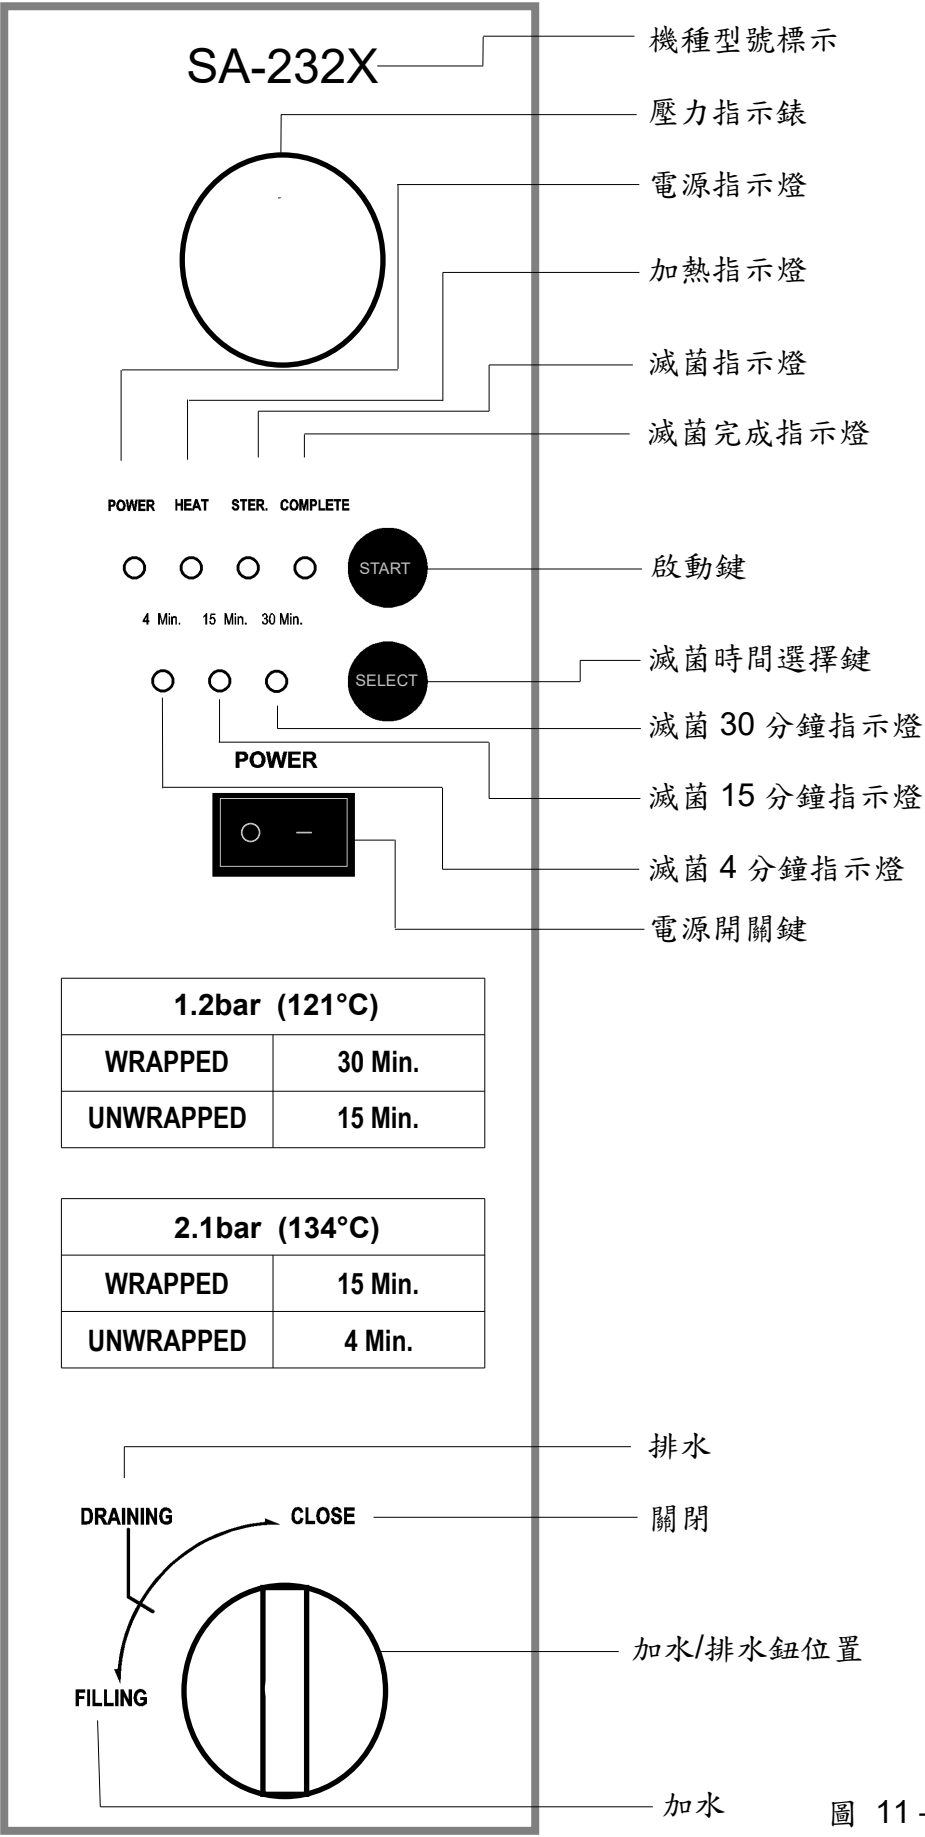 機種型號標示
SA-232X
壓力指示錶
電源指示燈
加熱指示燈
滅菌指示燈
滅菌完成指示燈
POWER HEAT STER. COMPLETE
START
啟動鍵
4 Min. 15 Min. 30 Min.
滅菌時間選擇鍵
SELECT
滅菌 30 分鐘指示燈
POWER
滅菌 15 分鐘指示燈
滅菌 4 分鐘指示燈
電源開關鍵
1.2bar (121°C)
WRAPPED 30 Min.
UNWRAPPED 15 Min.
2.1bar (134°C)
WRAPPED 15 Min.
UNWRAPPED 4 Min.
排水
DRAINING CLOSE
關閉
加水/排水鈕位置
FILLING
加水
圖 11-